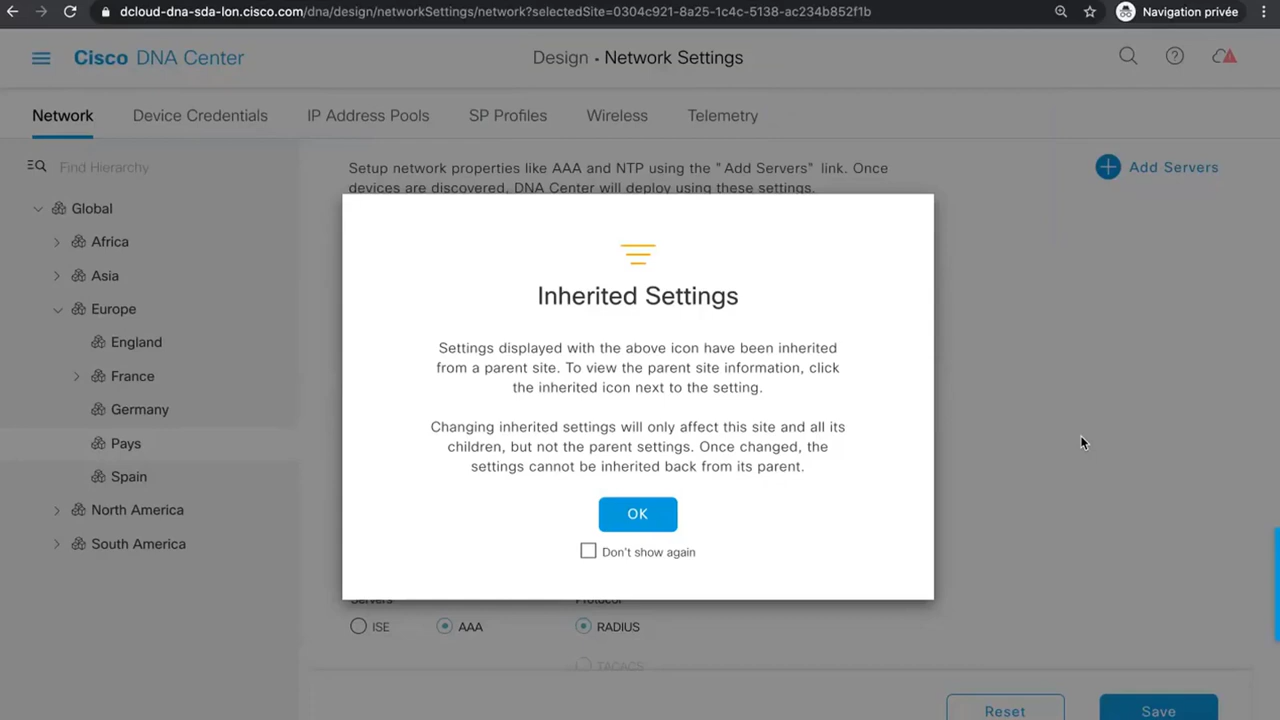 dcloud-dna-sda-lon.cisco.com/dna/design/networkSettings/network?selectedSite=0304c921-8a25-1c4c-5138-ac234b852f1b
Navigation privée
Cisco DNA Center
Design • Network Settings
Network
Device Credentials
IP Address Pools
SP Profiles
Wireless
Telemetry
Find Hierarchy
Global
Africa
Asia
Europe
England
France
Germany
Pays
Spain
North America
South America
Setup network properties like AAA and NTP using the "Add Servers" link. Once
devices are discovered, DNA Center will deploy using these settings.
Add Servers
Inherited Settings
Settings displayed with the above icon have been inherited
from a parent site. To view the parent site information, click
the inherited icon next to the setting.
Changing inherited settings will only affect this site and all its
children, but not the parent settings. Once changed, the
settings cannot be inherited back from its parent.
OK
Don't show again
Servers
Protocol
ISE
AAA
RADIUS
TACACS
Reset
Save